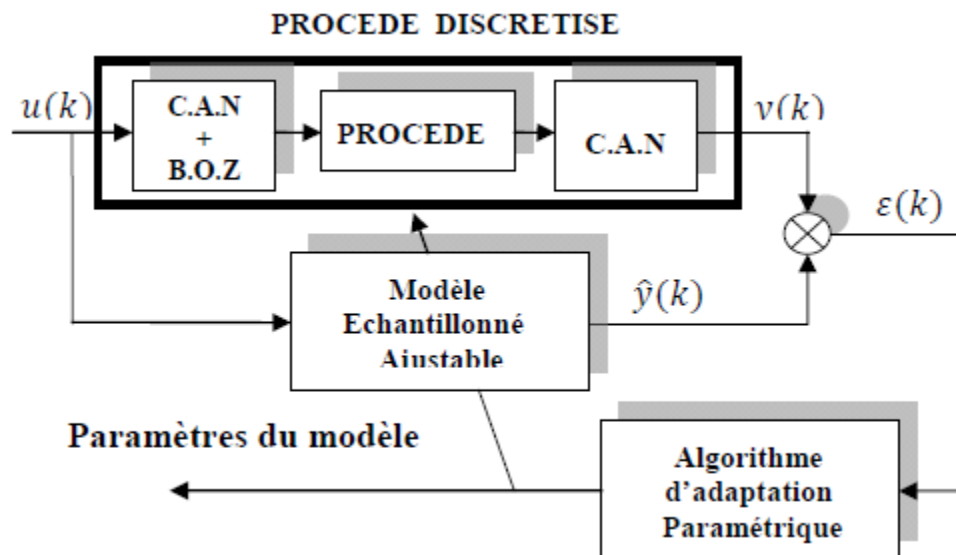 PROCEDE DISCRETISE
u(k)
C.A.N
+
B.O.Z
PROCEDE
C.A.N
y(k)
ε(k)
Modèle
Echantillonné
Ajustable
ŷ(k)
Paramètres du modèle
Algorithme
d'adaptation
Paramétrique